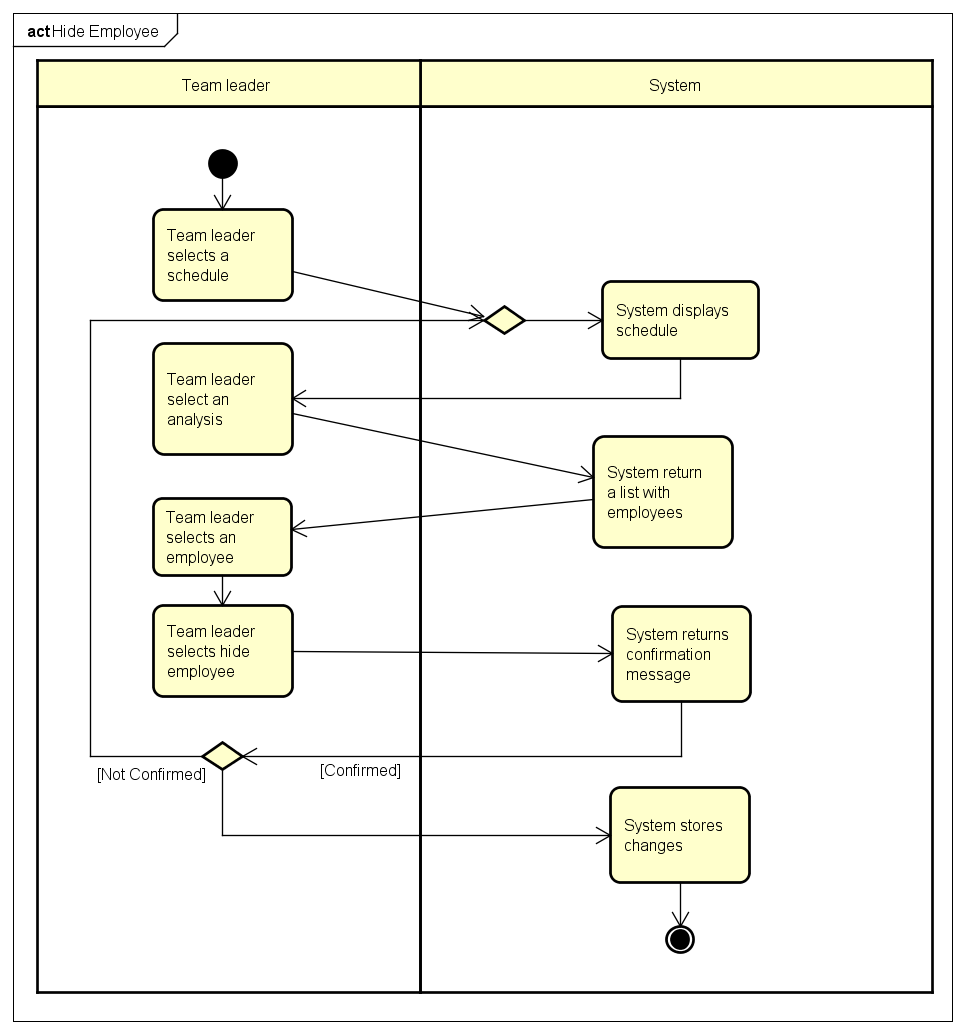 act Hide Employee
Team leader
System
Team leader
selects a
schedule
System displays
schedule
Team leader
select an
analysis
System return
a list with
employees
Team leader
selects an
employee
Team leader
selects hide
employee
System returns
confirmation
message
[Not Confirmed]
[Confirmed]
System stores
changes